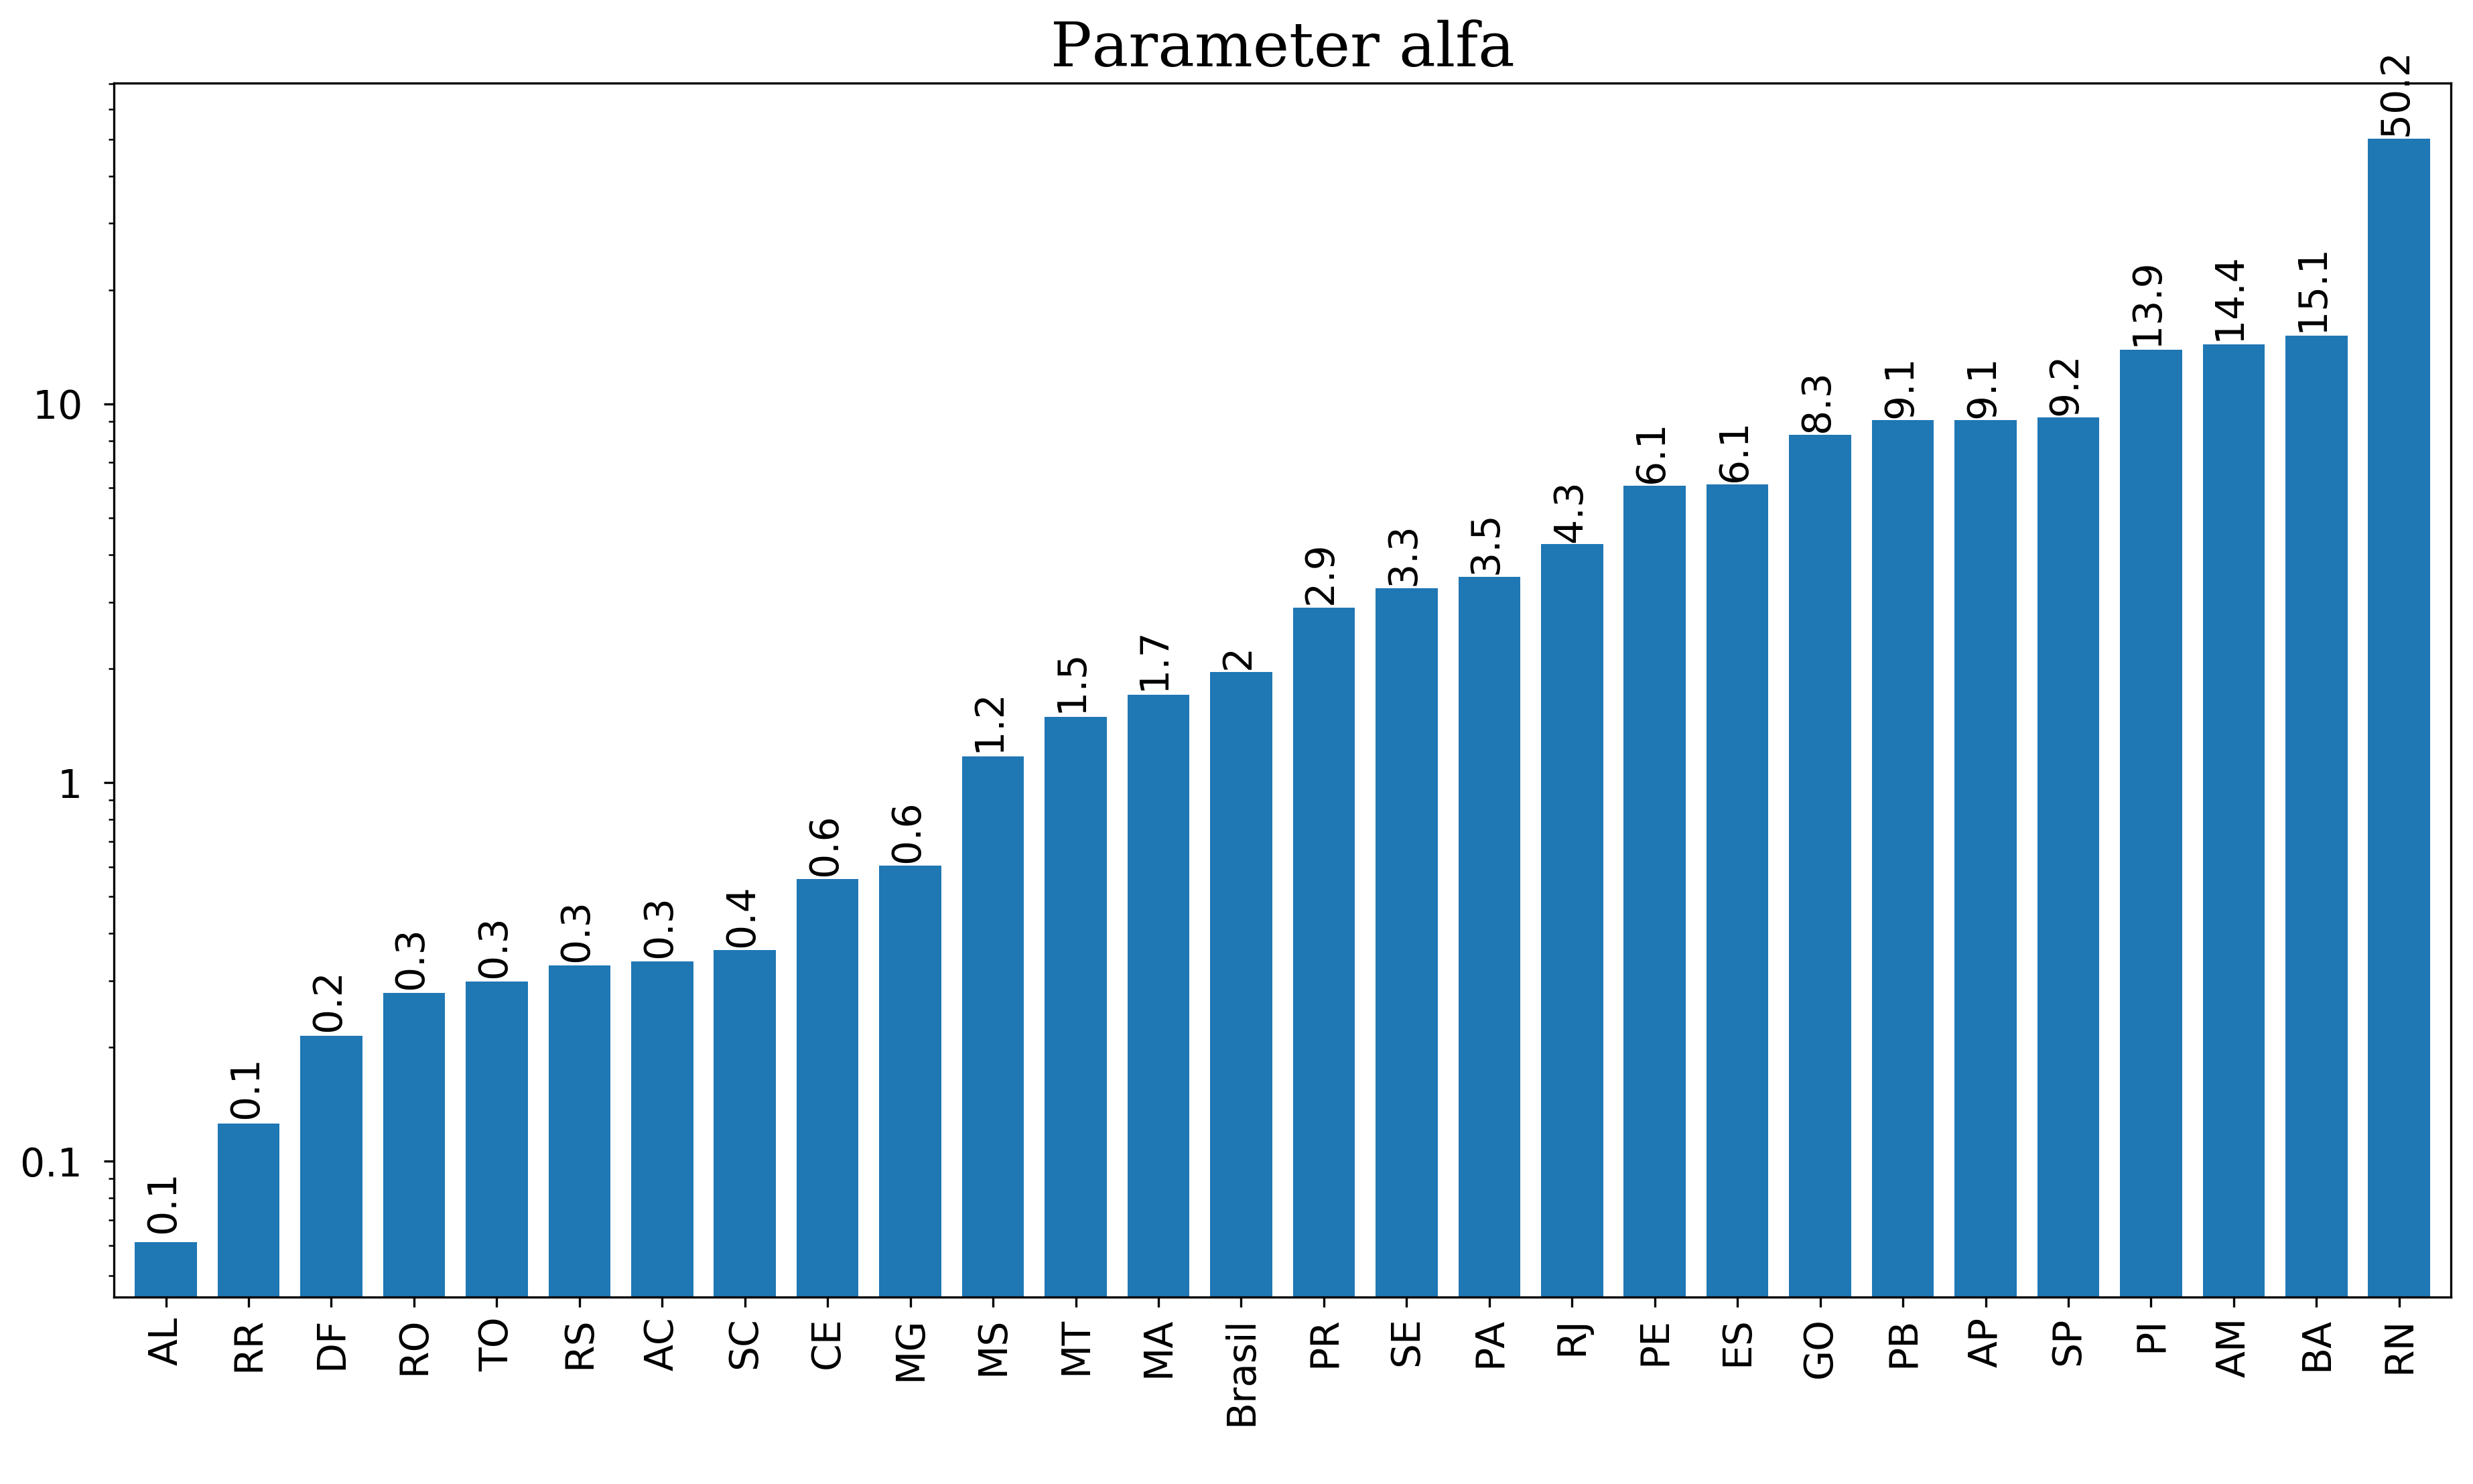 Parameter alfa
10
1
0.1
0.1
0.1
0.2
0.3
0.3
0.3
0.3
0.4
0.6
0.6
1.2
1.5
1.7
2
2.9
3.3
3.5
4.3
6.1
6.1
8.3
9.1
9.1
9.2
13.9
14.4
15.1
50.2
AL
RR
DF
RO
TO
RS
AC
SC
CE
MG
MS
MT
MA
Brasil
PR
SE
PA
RJ
PE
ES
GO
PB
AP
SP
PI
AM
BA
RN